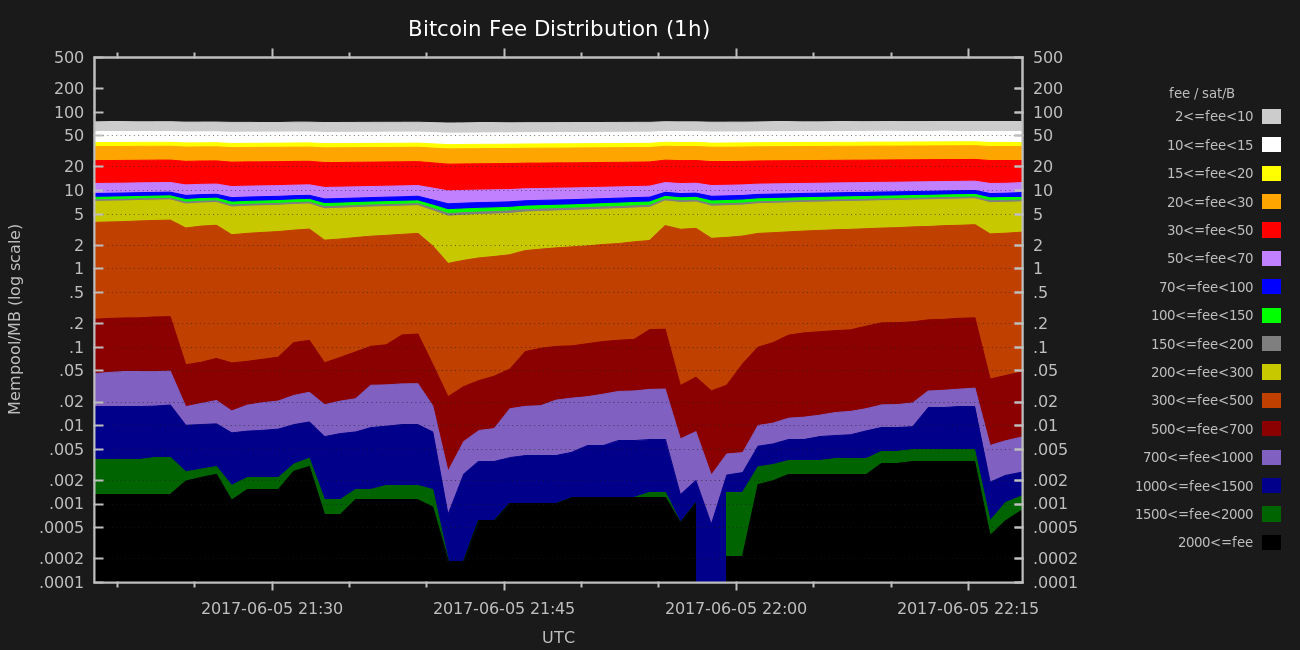 Bitcoin Fee Distribution (1h)
500 500
200 200
100 100
50 50
20 20
10 10
5 5
2 2
1 1
.5 .5
.2 .2
.1 .1
.05 .05
.02 .02
.01 .01
.005 .005
.002 .002
.001 .001
.0005 .0005
.0002 .0002
.0001 .0001
Mempool/MB (log scale)
2017-06-05 21:30 2017-06-05 21:45 2017-06-05 22:00 2017-06-05 22:15
UTC
fee / sat/B
2<=fee<10
10<=fee<15
15<=fee<20
20<=fee<30
30<=fee<50
50<=fee<70
70<=fee<100
100<=fee<150
150<=fee<200
200<=fee<300
300<=fee<500
500<=fee<700
700<=fee<1000
1000<=fee<1500
1500<=fee<2000
2000<=fee